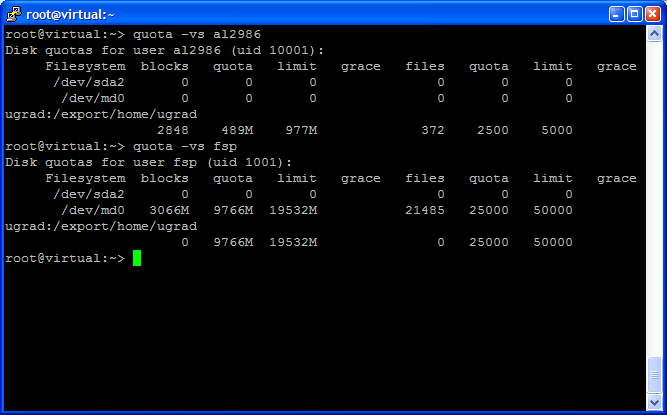 root@virtual:~
root@virtual:~> quota -vs al2986
Disk quotas for user al2986 (uid 10001):
Filesystem blocks quota limit grace files quota limit grace
/dev/sda2 0 0 0 0 0 0
/dev/md0 0 0 0 0 0 0
ugrad:/export/home/ugrad
2848 489M 977M 372 2500 5000
root@virtual:~> quota -vs fsp
Disk quotas for user fsp (uid 1001):
Filesystem blocks quota limit grace files quota limit grace
/dev/sda2 0 0 0 0 0 0
/dev/md0 3066M 9766M 19532M 21485 25000 50000
ugrad:/export/home/ugrad
0 9766M 19532M 0 25000 50000
root@virtual:~>